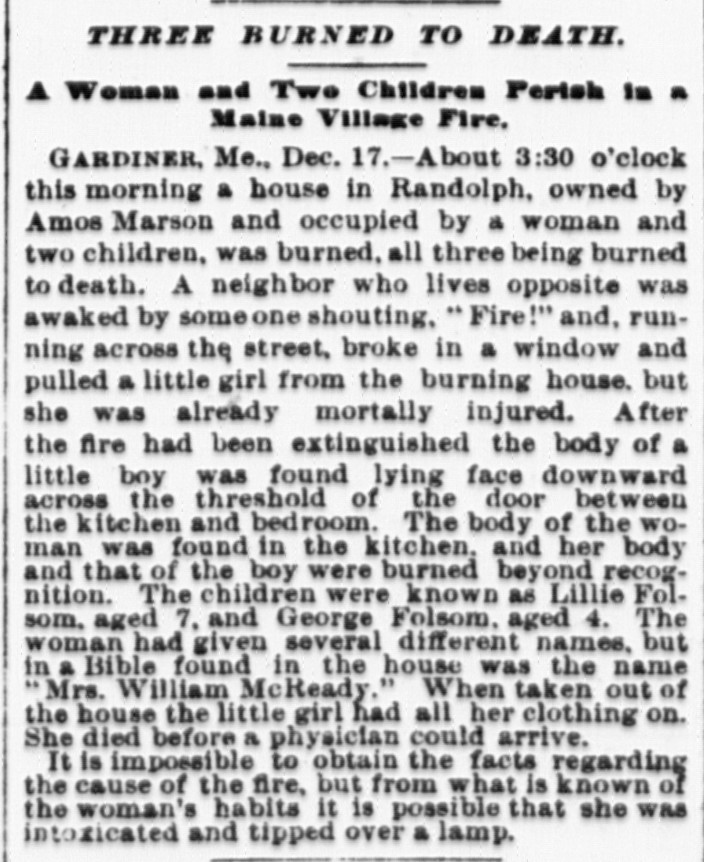 THREE BURNED TO DEATH.
A Woman and Two Children Perish in a
Maine Village Fire.
GARDINER, Me., Dec. 17.—About 3:30 o'clock
this morning a house in Randolph, owned by
Amos Marson and occupied by a woman and
two children, was burned, all three being burned
to death. A neighbor who lives opposite was
awaked by some one shouting, "Fire!" and, run-
ning across the street, broke in a window and
pulled a little girl from the burning house, but
she was already mortally injured. After
the fire had been extinguished the body of a
little boy was found lying face downward
across the threshold of the door between
the kitchen and bedroom. The body of the wo-
man was found in the kitchen, and her body
and that of the boy were burned beyond recog-
nition. The children were known as Lillie Fol-
som, aged 7, and George Folsom, aged 4. The
woman had given several different names, but
in a Bible found in the house was the name
"Mrs. William McReady." When taken out of
the house the little girl had all her clothing on.
She died before a physician could arrive.
It is impossible to obtain the facts regarding
the cause of the fire, but from what is known of
the woman's habits it is possible that she was
intoxicated and tipped over a lamp.